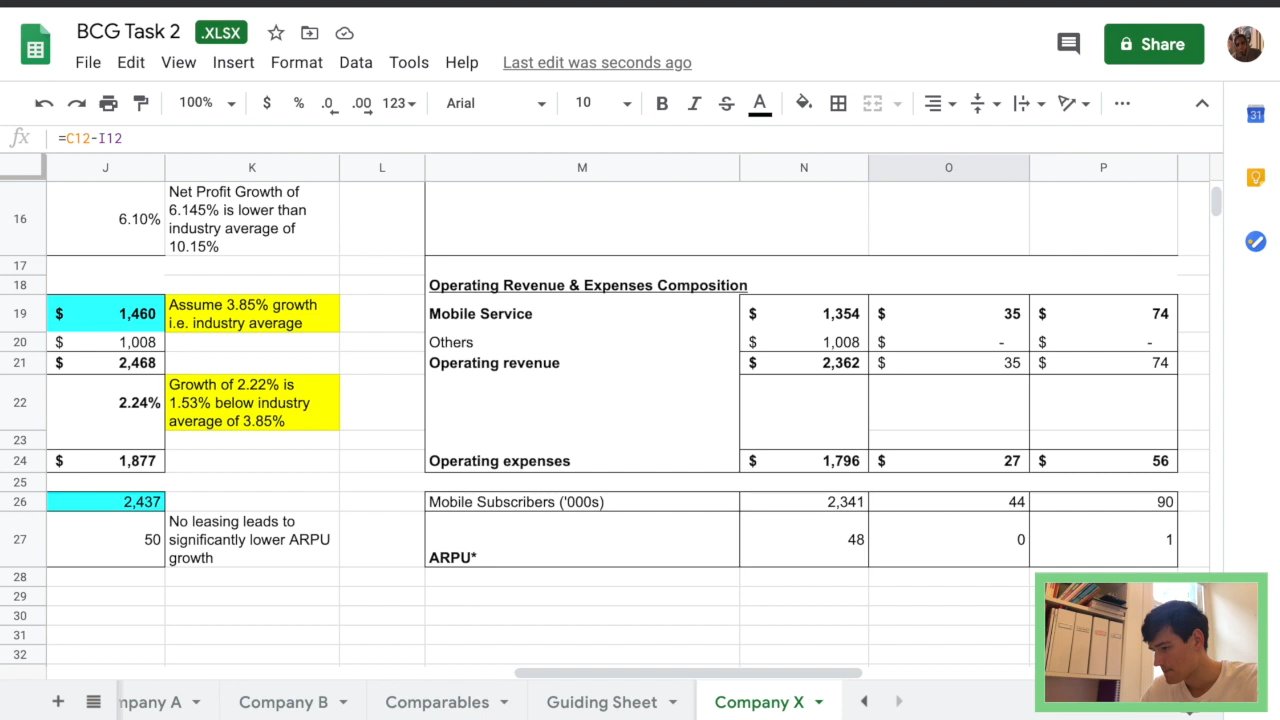 BCG Task 2 .XLSX
Share
File Edit View Insert Format Data Tools Help Last edit was seconds ago
100% $ % .0 .00 123 Arial 10 B I S A
31
fx =C12-I12
J K L M N O P
16 6.10% Net Profit Growth of
6.145% is lower than
industry average of
10.15%
17
18 Operating Revenue & Expenses Composition
19 $ 1,460 Assume 3.85% growth
i.e. industry average
Mobile Service $ 1,354 $ 35 $ 74
20 $ 1,008 Others $ 1,008 $ - $ -
21 $ 2,468 Operating revenue $ 2,362 $ 35 $ 74
22 2.24% Growth of 2.22% is
1.53% below industry
average of 3.85%
23
24 $ 1,877 Operating expenses $ 1,796 $ 27 $ 56
25
26 2,437 Mobile Subscribers ('000s) 2,341 44 90
27 50 No leasing leads to
significantly lower ARPU
growth
ARPU* 48 0 1
28
29
30
31
32
+ mpany A Company B Comparables Guiding Sheet Company X